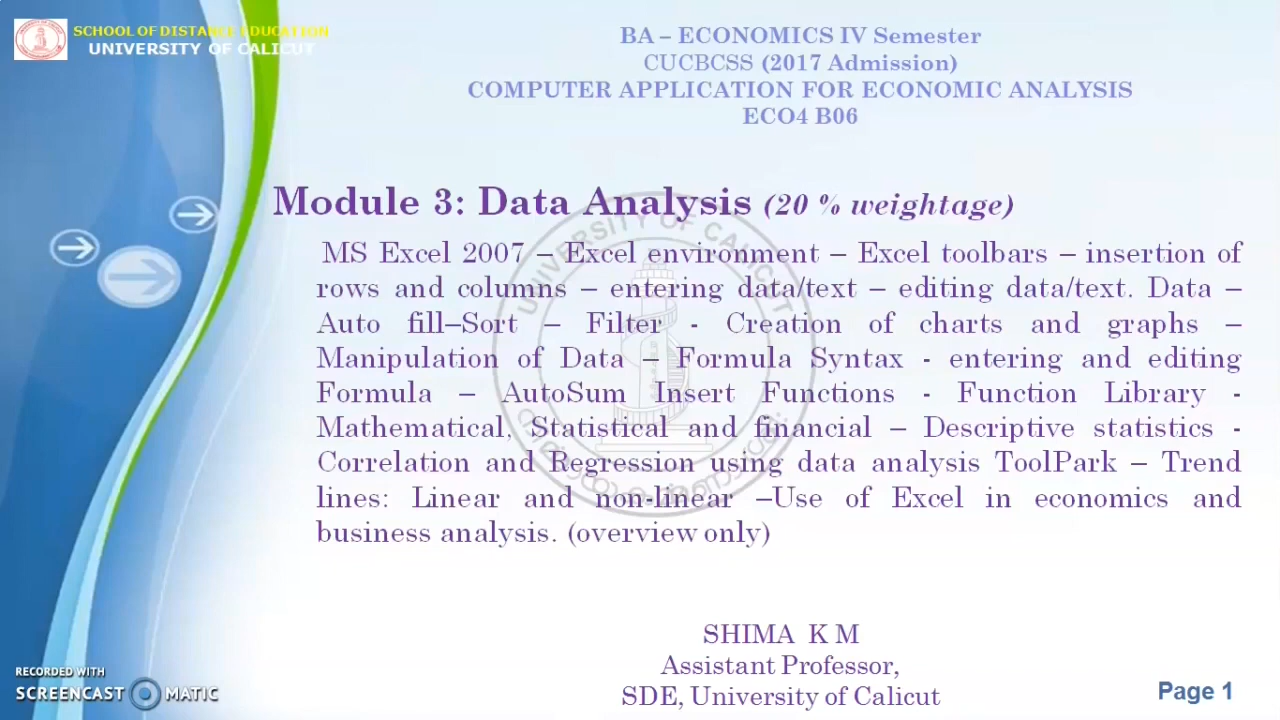 SCHOOL OF DISTANCE EDUCATION
UNIVERSITY OF CALICUT
BA – ECONOMICS IV Semester
CUCBCSS (2017 Admission)
COMPUTER APPLICATION FOR ECONOMIC ANALYSIS
ECO4 B06
Module 3: Data Analysis (20 % weightage)
MS Excel 2007 – Excel environment – Excel toolbars – insertion of
rows and columns – entering data/text – editing data/text. Data –
Auto fill–Sort – Filter - Creation of charts and graphs –
Manipulation of Data – Formula Syntax - entering and editing
Formula – AutoSum Insert Functions - Function Library -
Mathematical, Statistical and financial – Descriptive statistics -
Correlation and Regression using data analysis ToolPark – Trend
lines: Linear and non-linear –Use of Excel in economics and
business analysis. (overview only)
UNIVERSITY OF CALICUT
SHIMA K M
Assistant Professor,
SDE, University of Calicut
RECORDED WITH
SCREENCAST MATIC
Page 1